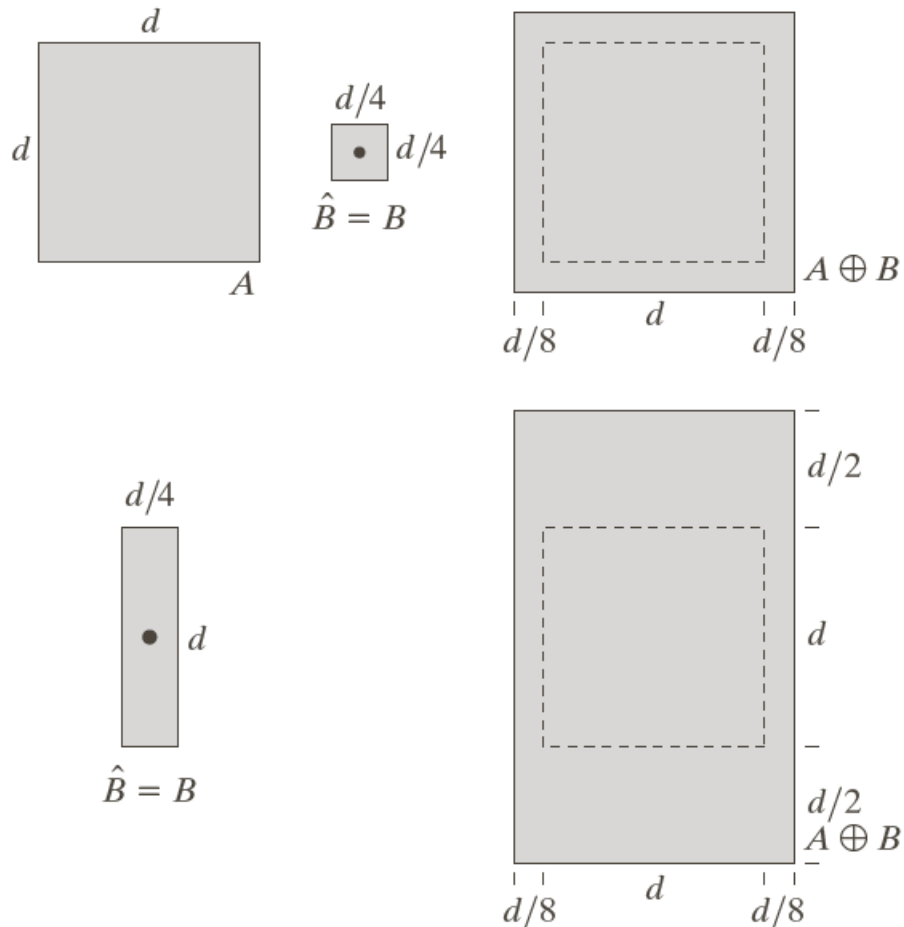 d
d
A
d/4
d/4
B̂ = B
A ⊕ B
d
d/8
d/8
d/4
d
B̂ = B
d/2
d
d/2
A ⊕ B
d
d/8
d/8